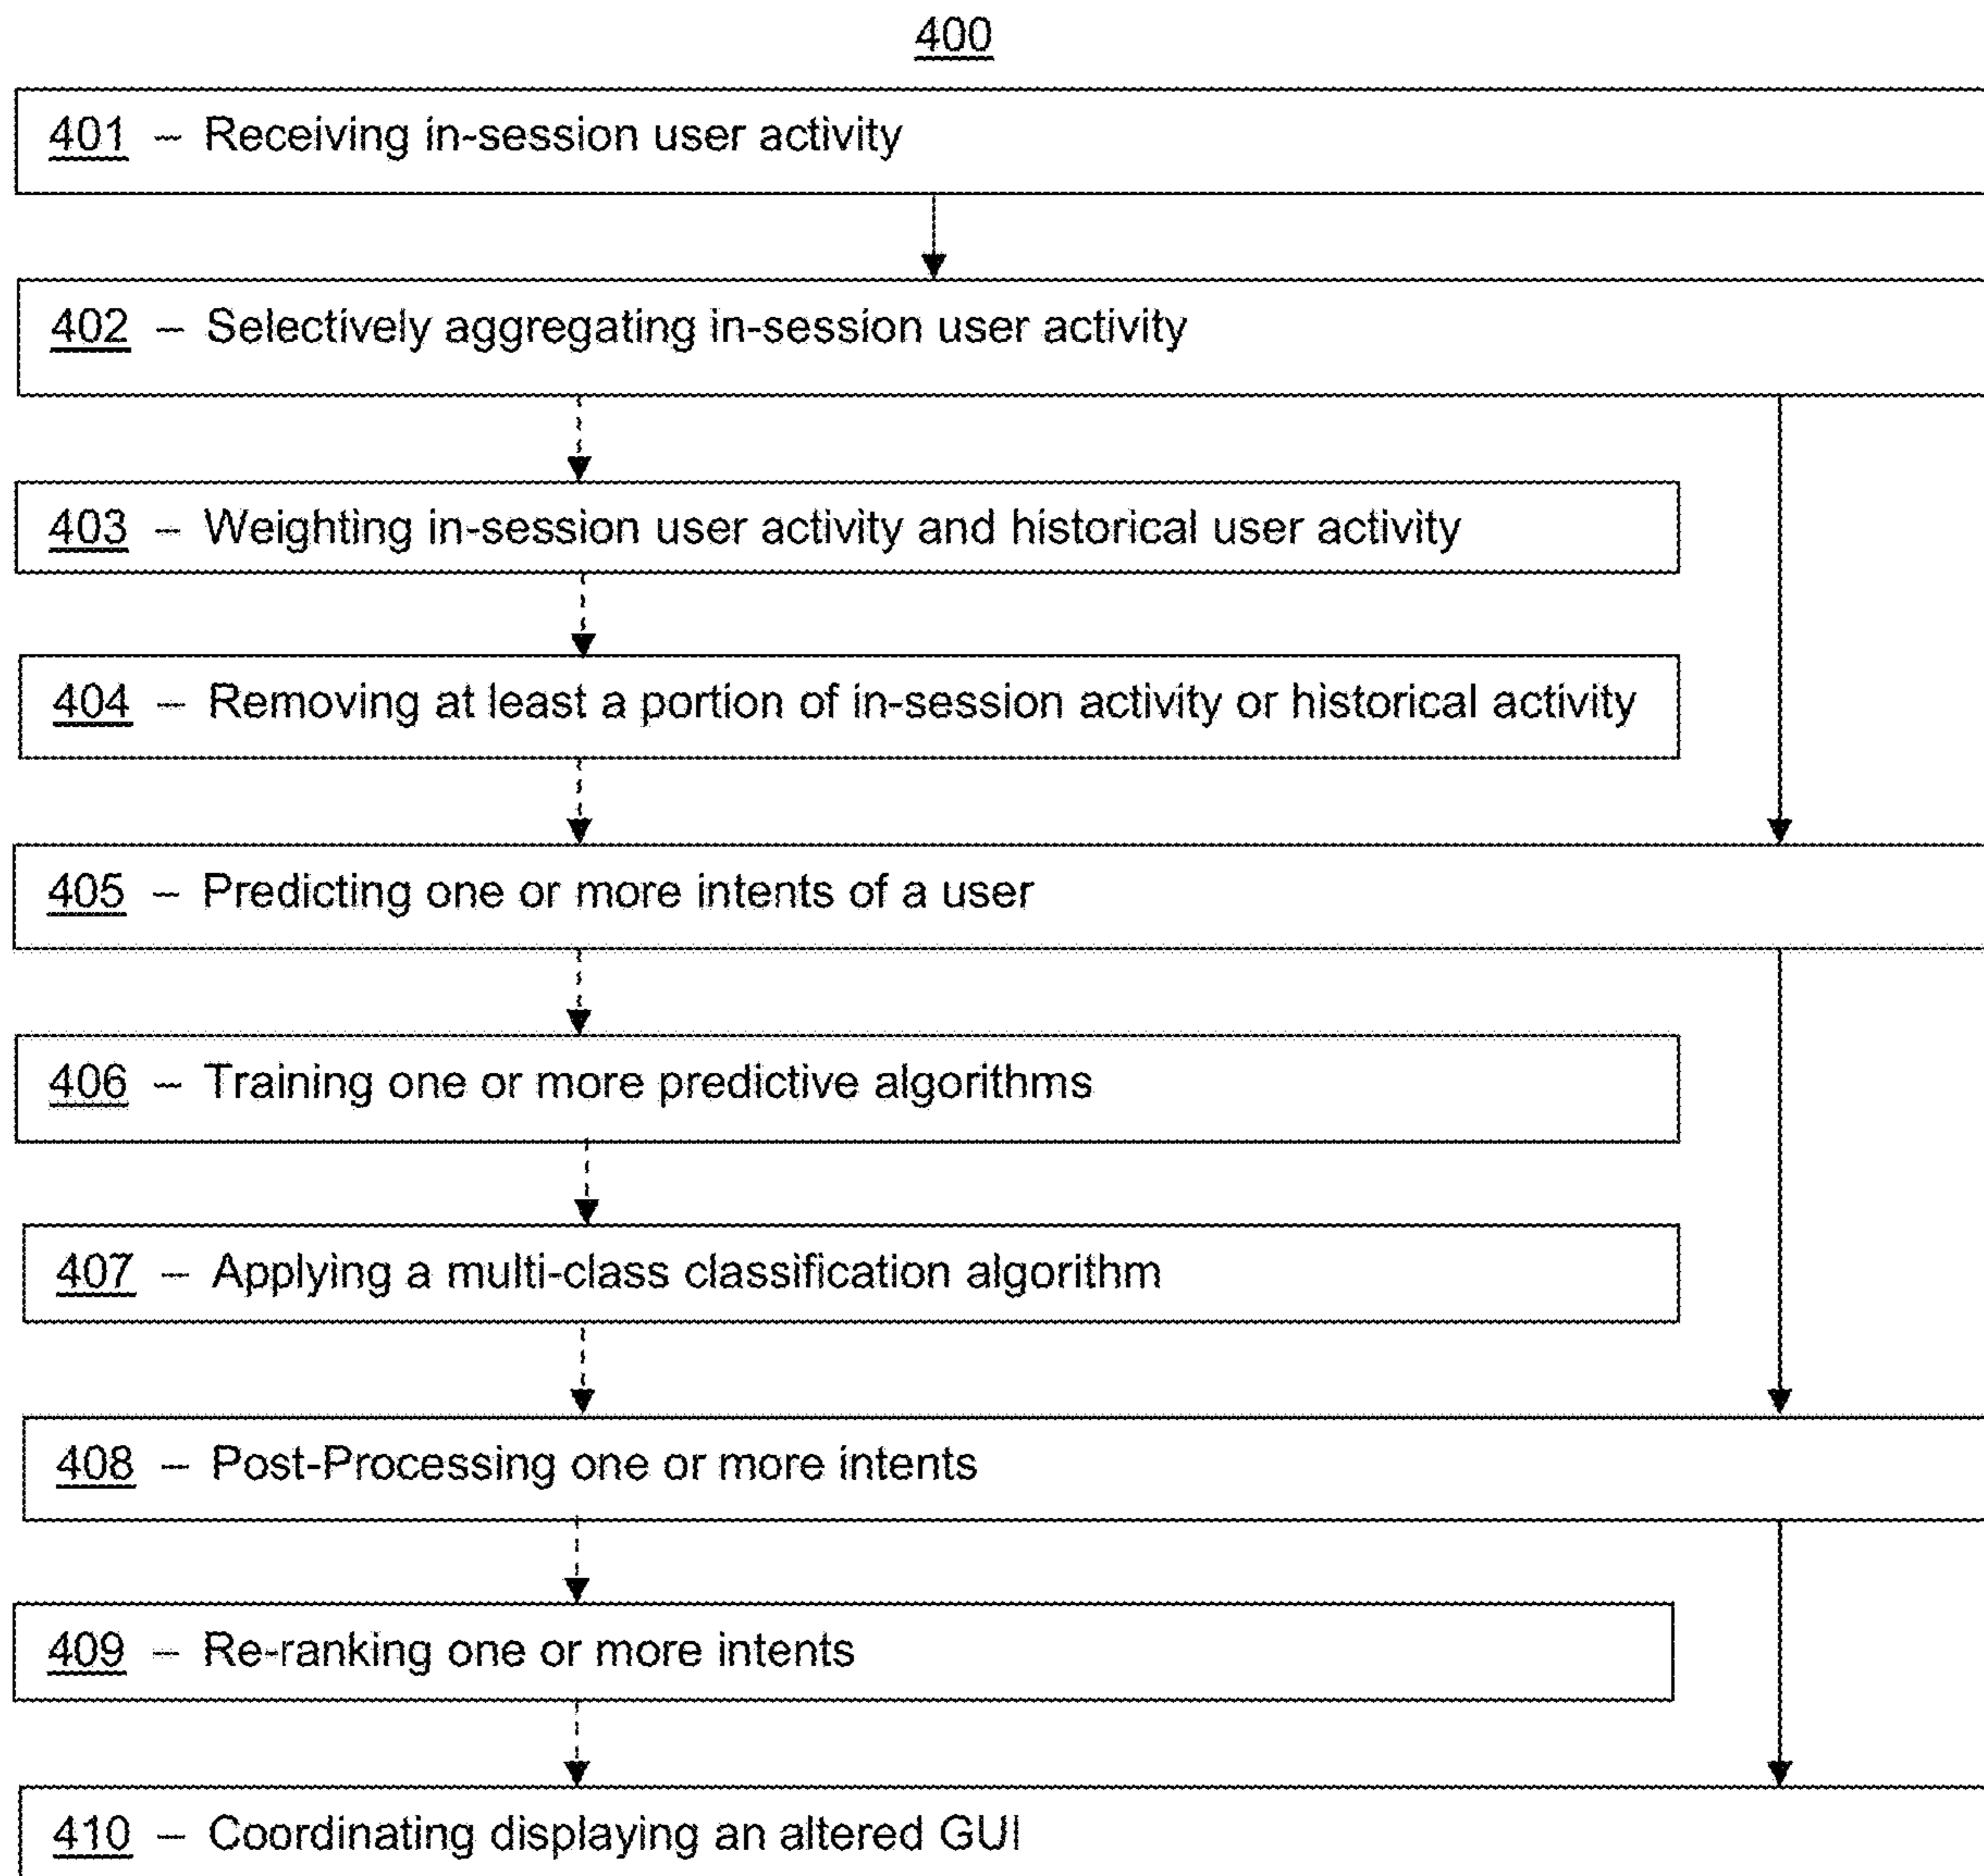 400
401 – Receiving in-session user activity
402 – Selectively aggregating in-session user activity
403 – Weighting in-session user activity and historical user activity
404 – Removing at least a portion of in-session activity or historical activity
405 – Predicting one or more intents of a user
406 – Training one or more predictive algorithms
407 – Applying a multi-class classification algorithm
408 – Post-Processing one or more intents
409 – Re-ranking one or more intents
410 – Coordinating displaying an altered GUI